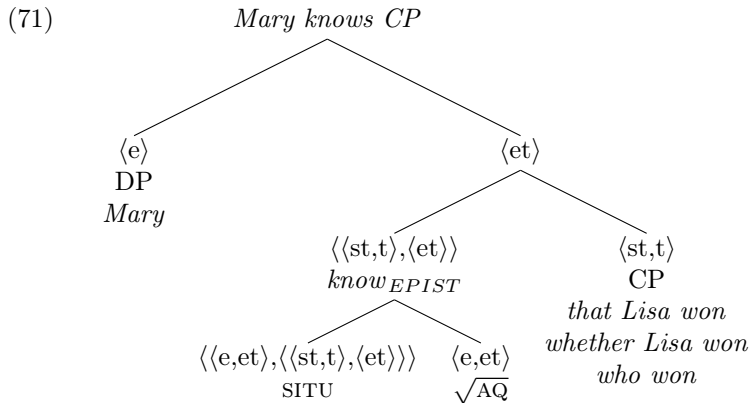 (71) Mary knows CP
⟨e⟩ ⟨et⟩
DP
Mary
⟨⟨st,t⟩,⟨et⟩⟩ ⟨st,t⟩
know_EPIST CP
that Lisa won
whether Lisa won
⟨⟨e,et⟩,⟨⟨st,t⟩,⟨et⟩⟩⟩ ⟨e,et⟩ who won
SITU √AQ